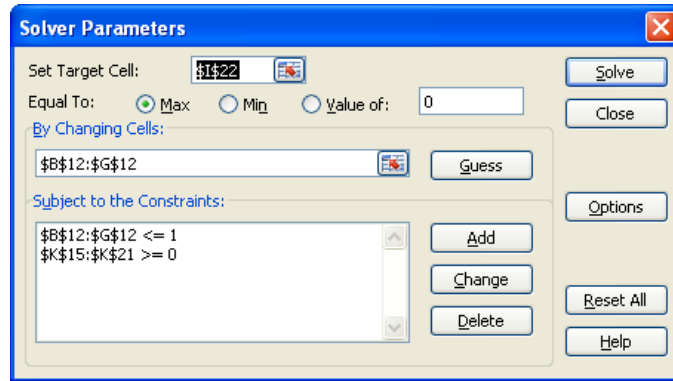 Solver Parameters
Set Target Cell: $I$22 Solve
Equal To: Max Min Value of: 0 Close
By Changing Cells:
$B$12:$G$12 Guess
Subject to the Constraints: Options
$B$12:$G$12 <= 1 Add
$K$15:$K$21 >= 0
Change
Reset All
Delete
Help